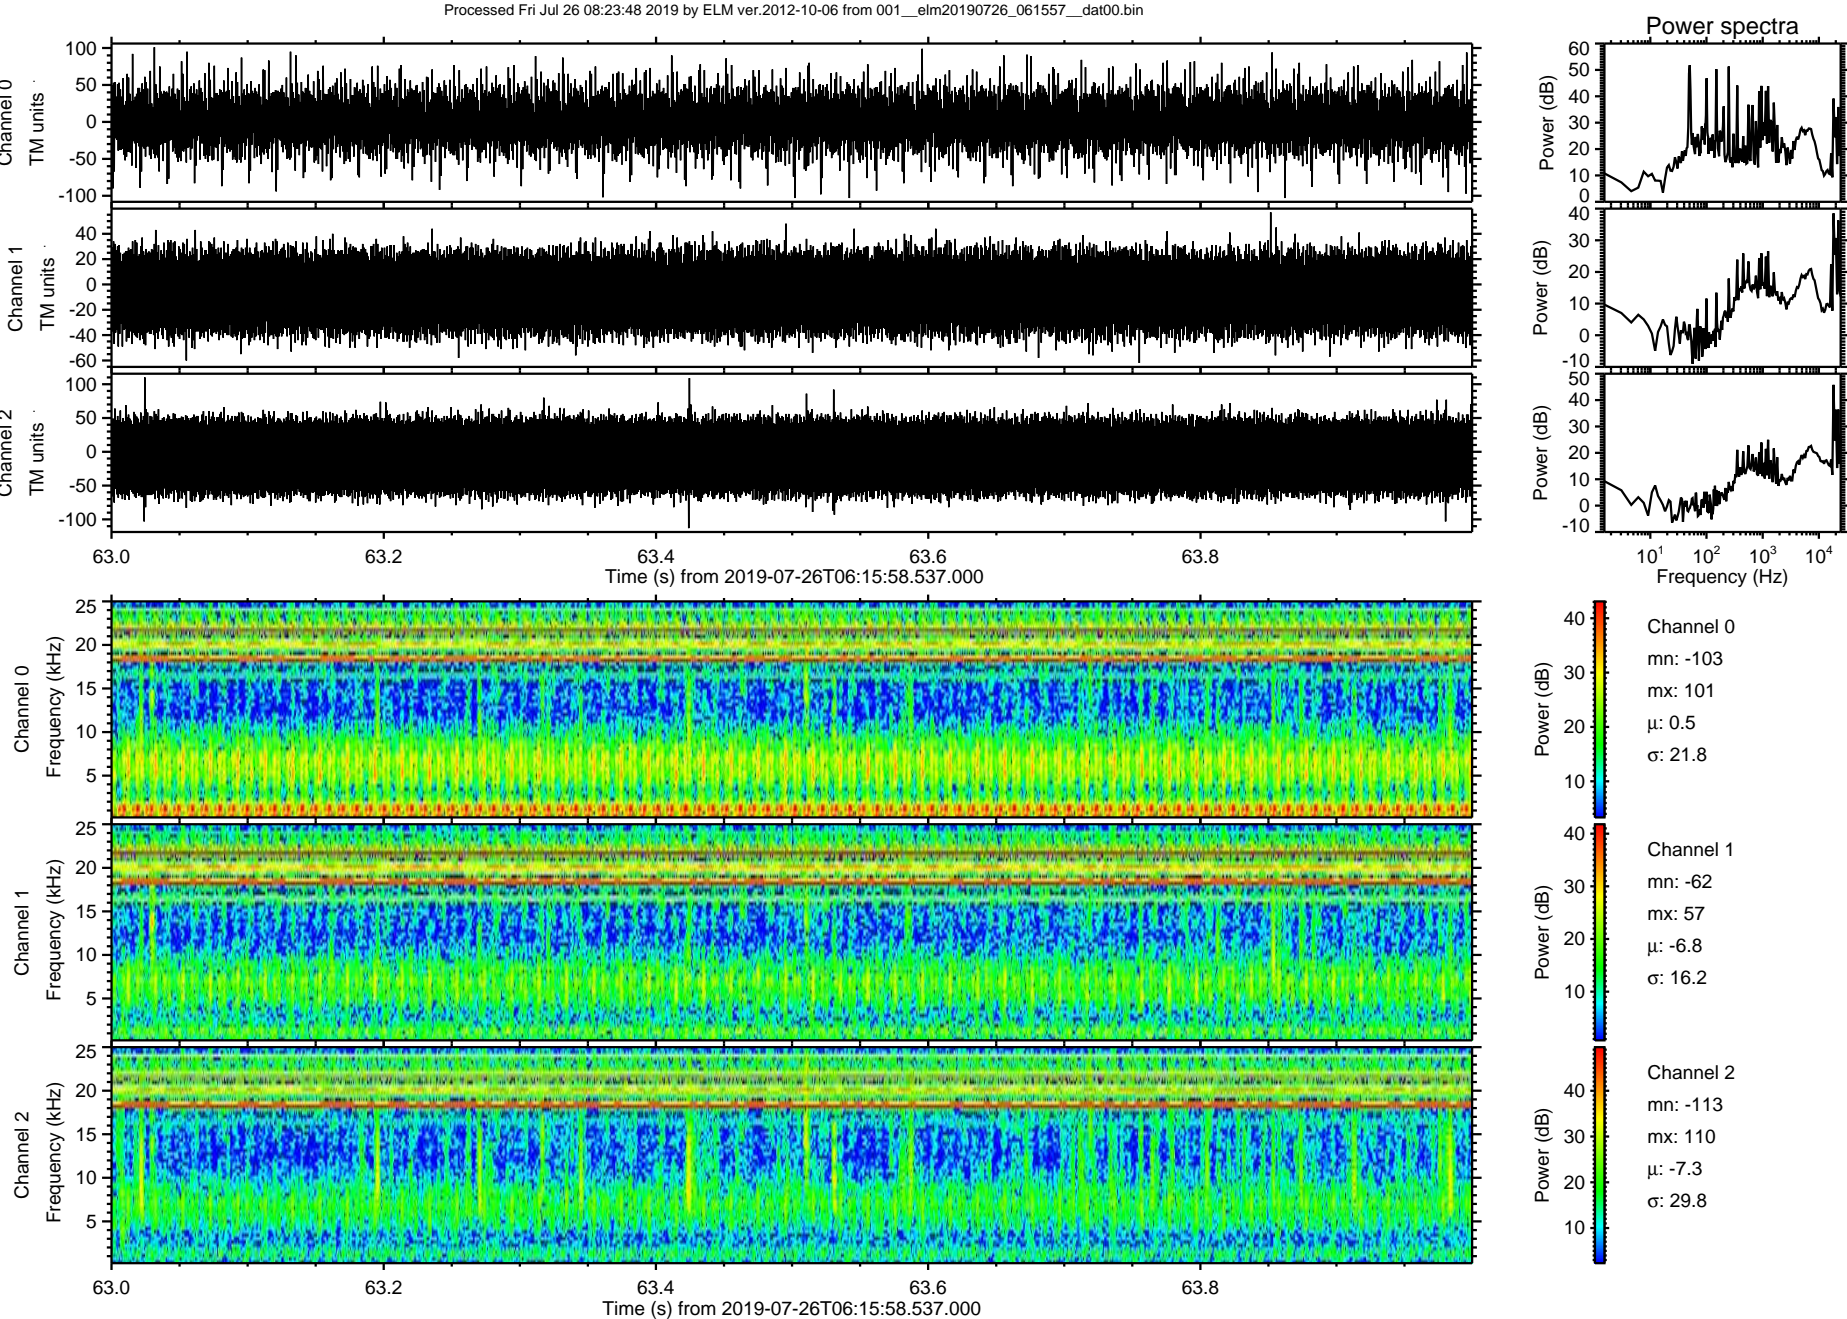 Processed Fri Jul 26 08:23:48 2019 by ELM ver.2012-10-06 from 001__elm20190726_061557__dat00.bin
Power spectra
Channel 0
TM units
100
50
0
-50
-100
Power (dB)
60
50
40
30
20
10
0
Channel 1
TM units
40
20
0
-20
-40
-60
Power (dB)
40
30
20
10
0
-10
Channel 2
TM units
100
50
0
-50
-100
Power (dB)
50
40
30
20
10
0
-10
63.0 63.2 63.4 63.6 63.8
Time (s) from 2019-07-26T06:15:58.537.000
10^1 10^2 10^3 10^4
Frequency (Hz)
Channel 0
Frequency (kHz)
25
20
15
10
5
Power (dB)
40
30
20
10
Channel 0
mn: -103
mx: 101
μ: 0.5
σ: 21.8
Channel 1
Frequency (kHz)
25
20
15
10
5
Power (dB)
40
30
20
10
Channel 1
mn: -62
mx: 57
μ: -6.8
σ: 16.2
Channel 2
Frequency (kHz)
25
20
15
10
5
Power (dB)
40
30
20
10
Channel 2
mn: -113
mx: 110
μ: -7.3
σ: 29.8
63.0 63.2 63.4 63.6 63.8
Time (s) from 2019-07-26T06:15:58.537.000